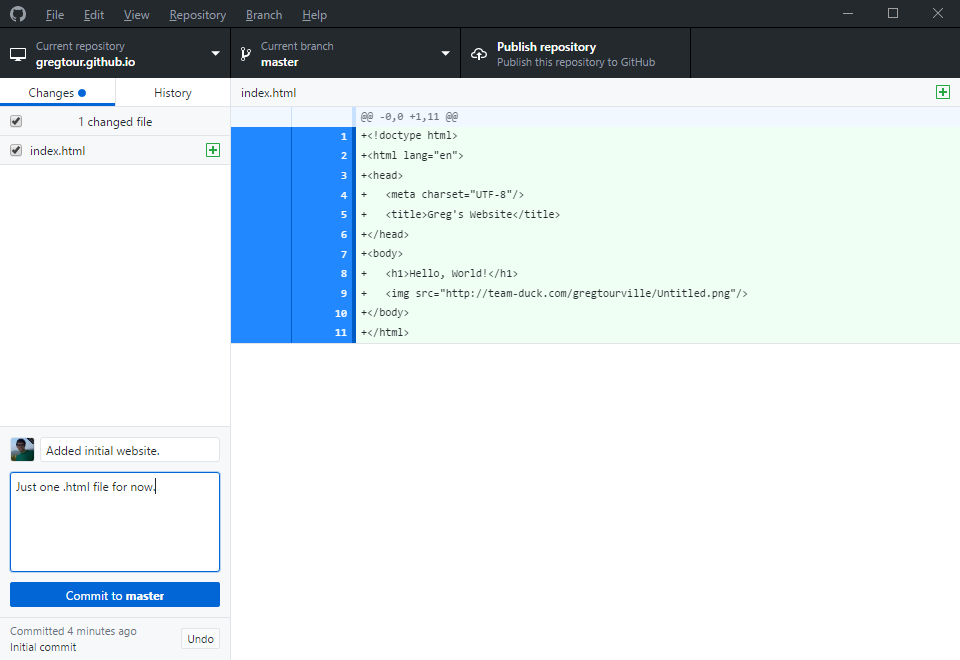 File Edit View Repository Branch Help
Current repository
gregtour.github.io
Current branch
master
Publish repository
Publish this repository to GitHub
Changes
History
index.html
1 changed file
index.html
@@ -0,0 +1,11 @@
1 +<!doctype html>
2 +<html lang="en">
3 +<head>
4 +   <meta charset="UTF-8"/>
5 +   <title>Greg's Website</title>
6 +</head>
7 +<body>
8 +   <h1>Hello, World!</h1>
9 +   <img src="http://team-duck.com/gregtourville/Untitled.png"/>
10 +</body>
11 +</html>
Added initial website.
Just one .html file for now.
Commit to master
Committed 4 minutes ago
Initial commit
Undo